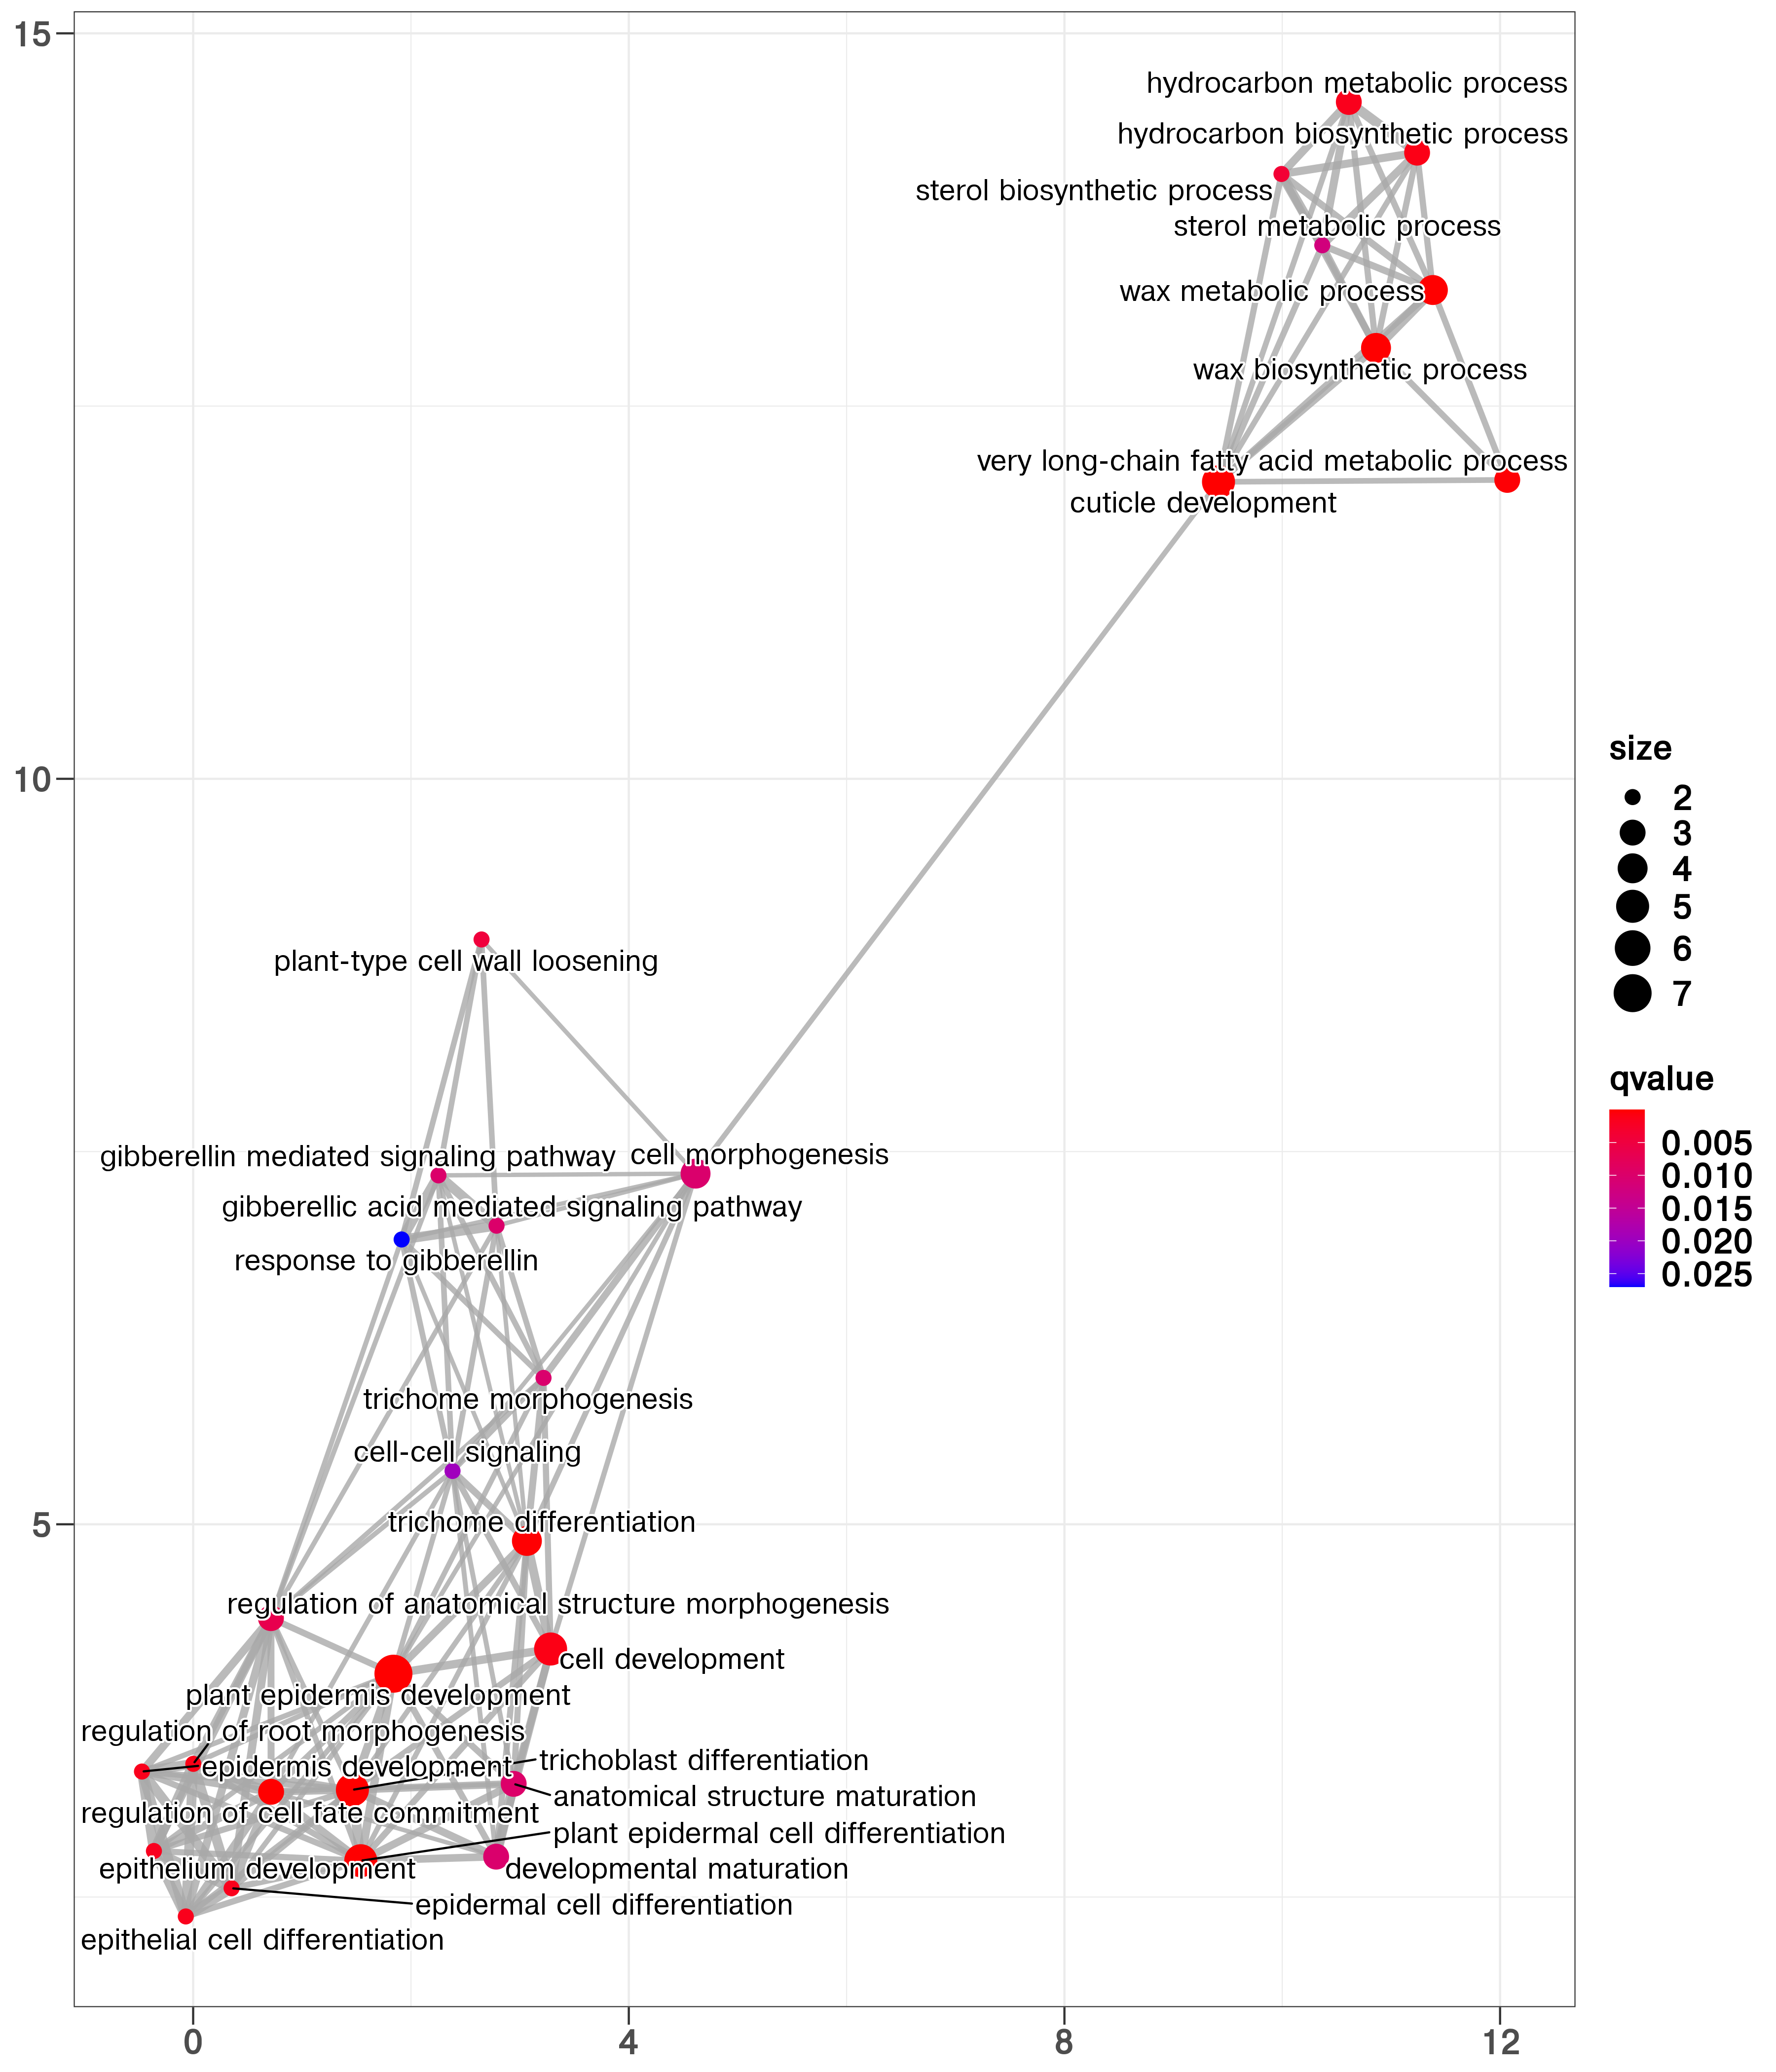 15
hydrocarbon metabolic process
hydrocarbon biosynthetic process
sterol biosynthetic process
sterol metabolic process
wax metabolic process
wax biosynthetic process
very long-chain fatty acid metabolic process
cuticle development
10
size
2
3
4
5
6
7
plant-type cell wall loosening
qvalue
0.005
0.010
0.015
0.020
0.025
gibberellin mediated signaling pathway
cell morphogenesis
gibberellic acid mediated signaling pathway
response to gibberellin
trichome morphogenesis
cell-cell signaling
5
trichome differentiation
regulation of anatomical structure morphogenesis
cell development
plant epidermis development
regulation of root morphogenesis
trichoblast differentiation
epidermis development
anatomical structure maturation
regulation of cell fate commitment
plant epidermal cell differentiation
epithelium development
developmental maturation
epidermal cell differentiation
epithelial cell differentiation
0
4
8
12